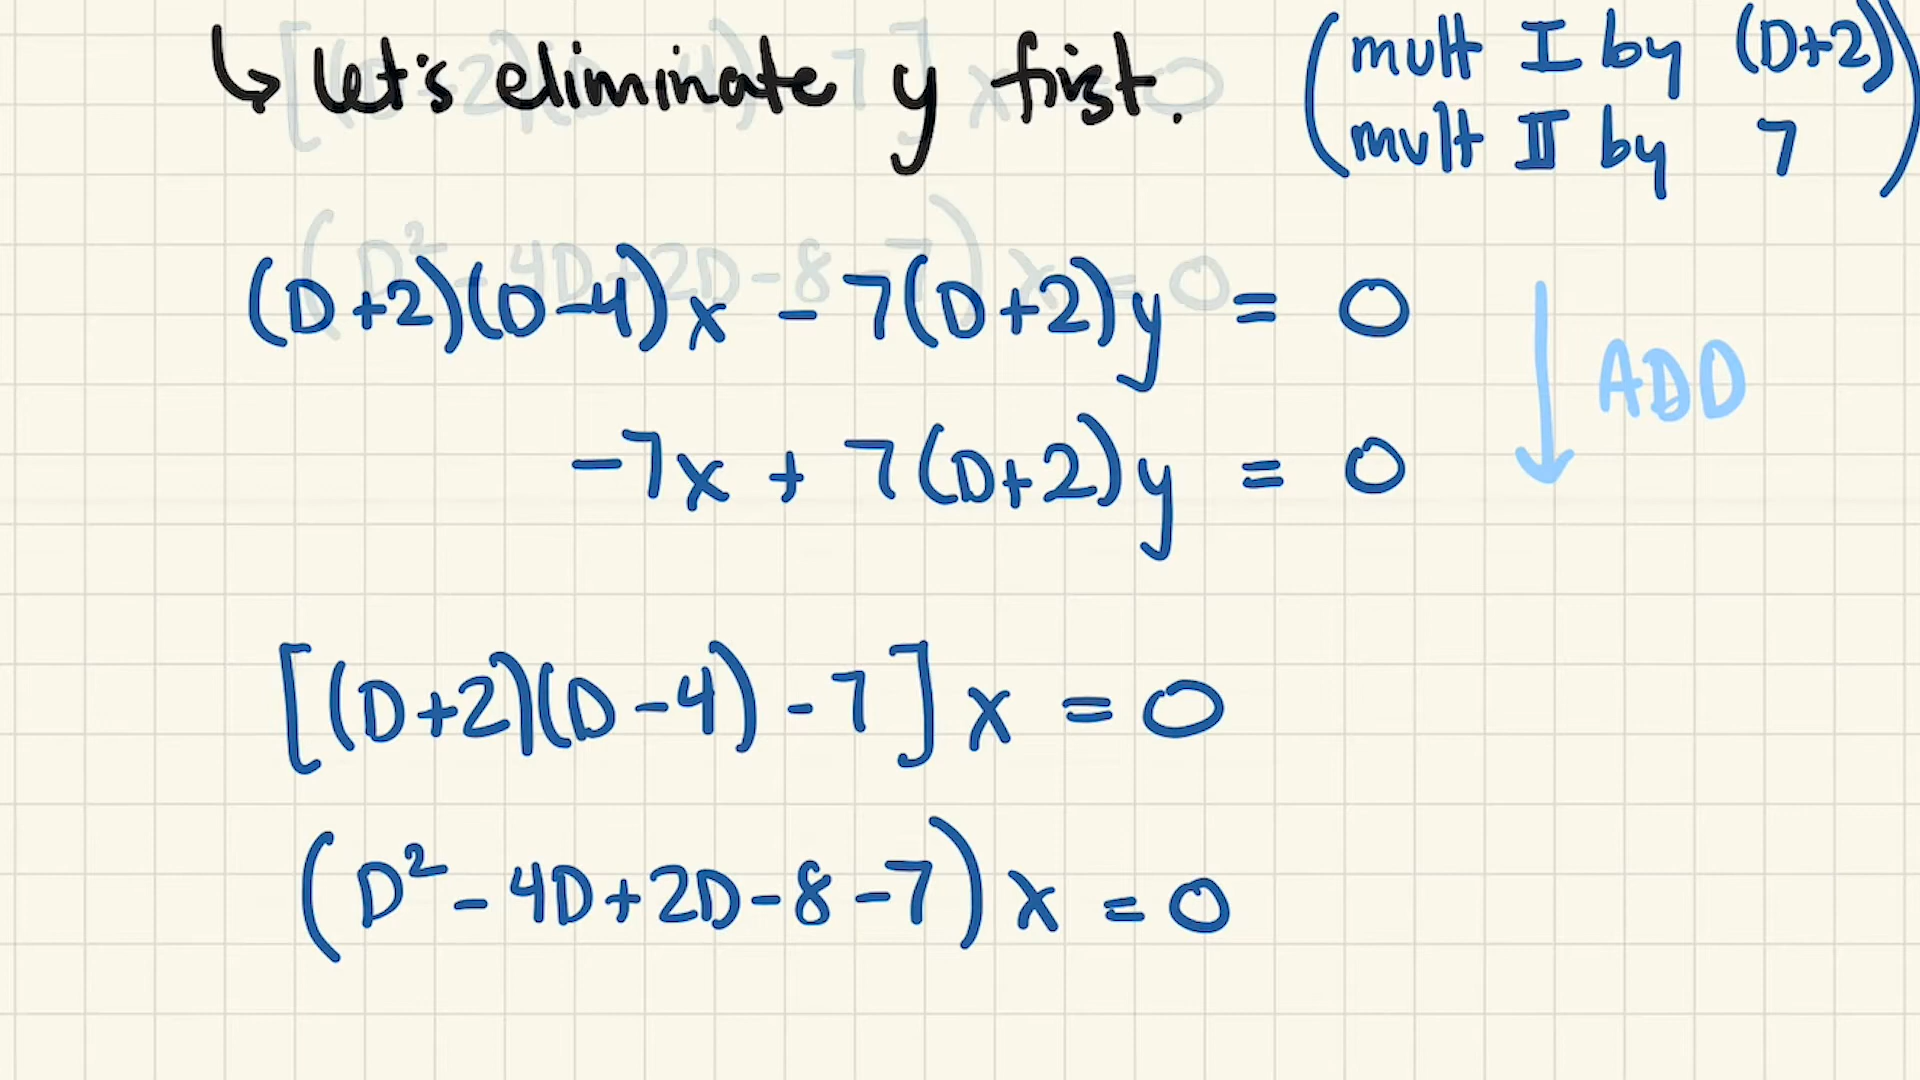 ↳ let's eliminate y first.
(mult I by (D+2)
mult II by 7)
(D+2)(D-4)x - 7(D+2)y = 0
-7x + 7(D+2)y = 0
ADD
[(D+2)(D-4) - 7] x = 0
(D² - 4D + 2D - 8 - 7) x = 0